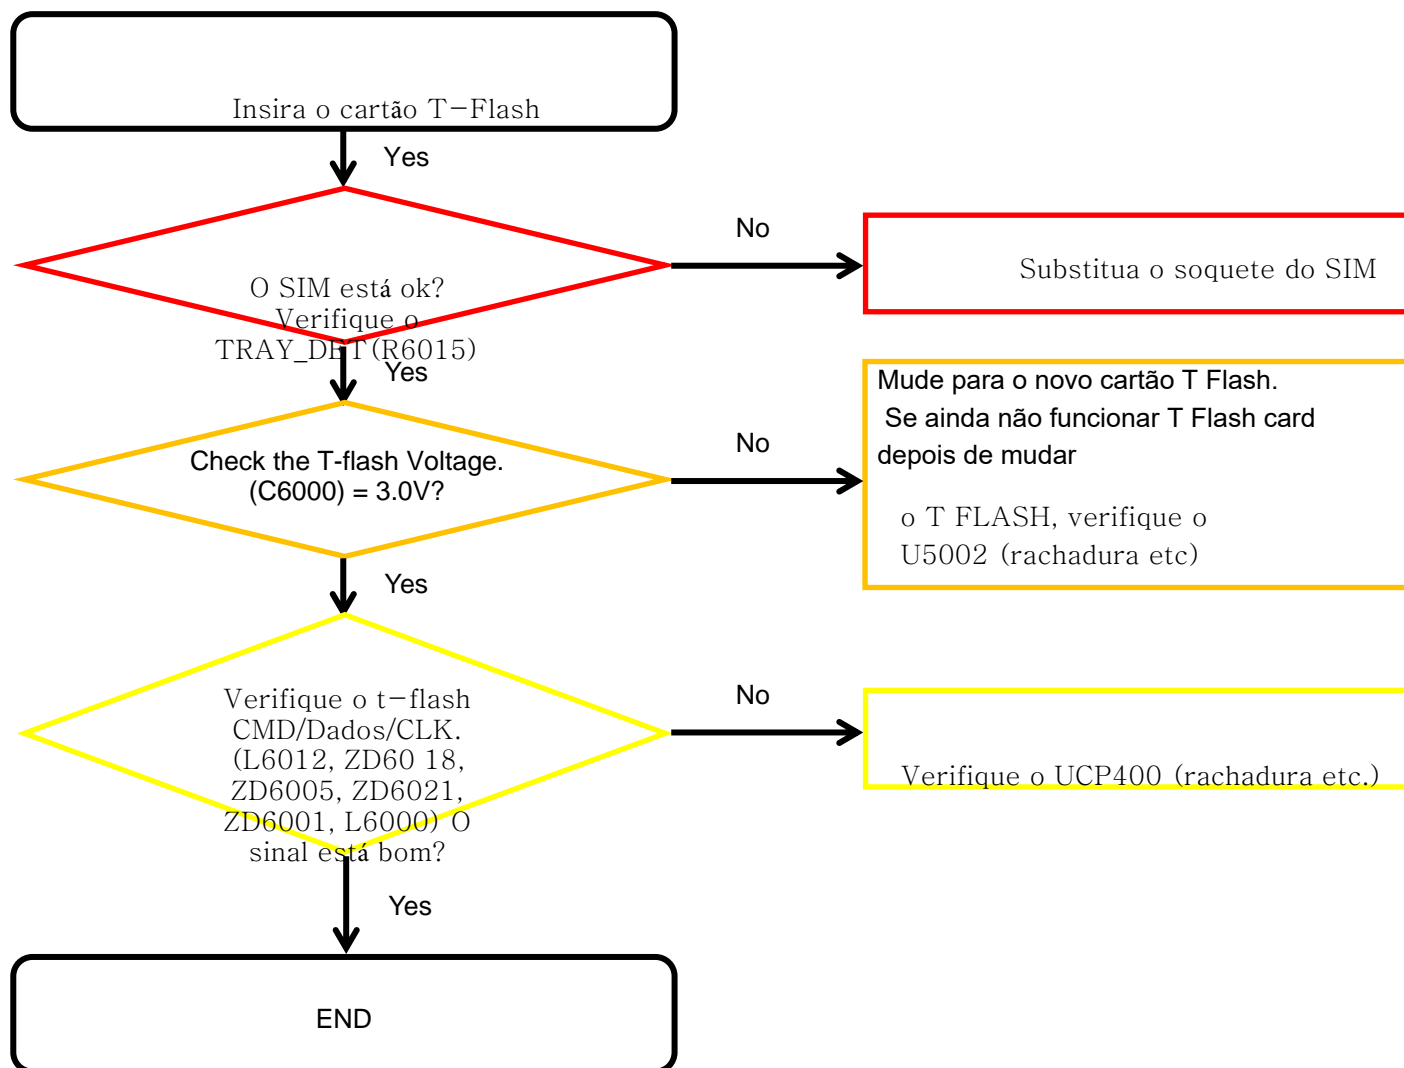 Insira o cartão T-Flash
Yes
No
O SIM está ok?
Verifique o
TRAY_DET(R6015)
Substitua o soquete do SIM
Yes
Check the T-flash Voltage.
(C6000) = 3.0V?
No
Mude para o novo cartão T Flash.
Se ainda não funcionar T Flash card
depois de mudar
o T FLASH, verifique o
U5002 (rachadura etc)
Yes
Verifique o t-flash
CMD/Dados/CLK.
(L6012, ZD60 18,
ZD6005, ZD6021,
ZD6001, L6000) O
sinal está bom?
No
Verifique o UCP400 (rachadura etc.)
Yes
END